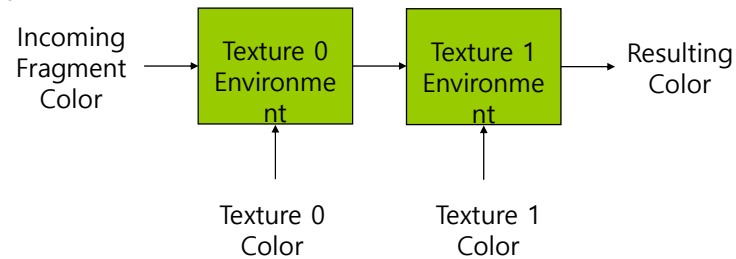 Incoming
Fragment
Color
Texture 0
Environme
nt
Texture 1
Environme
nt
Resulting
Color
Texture 0
Color
Texture 1
Color